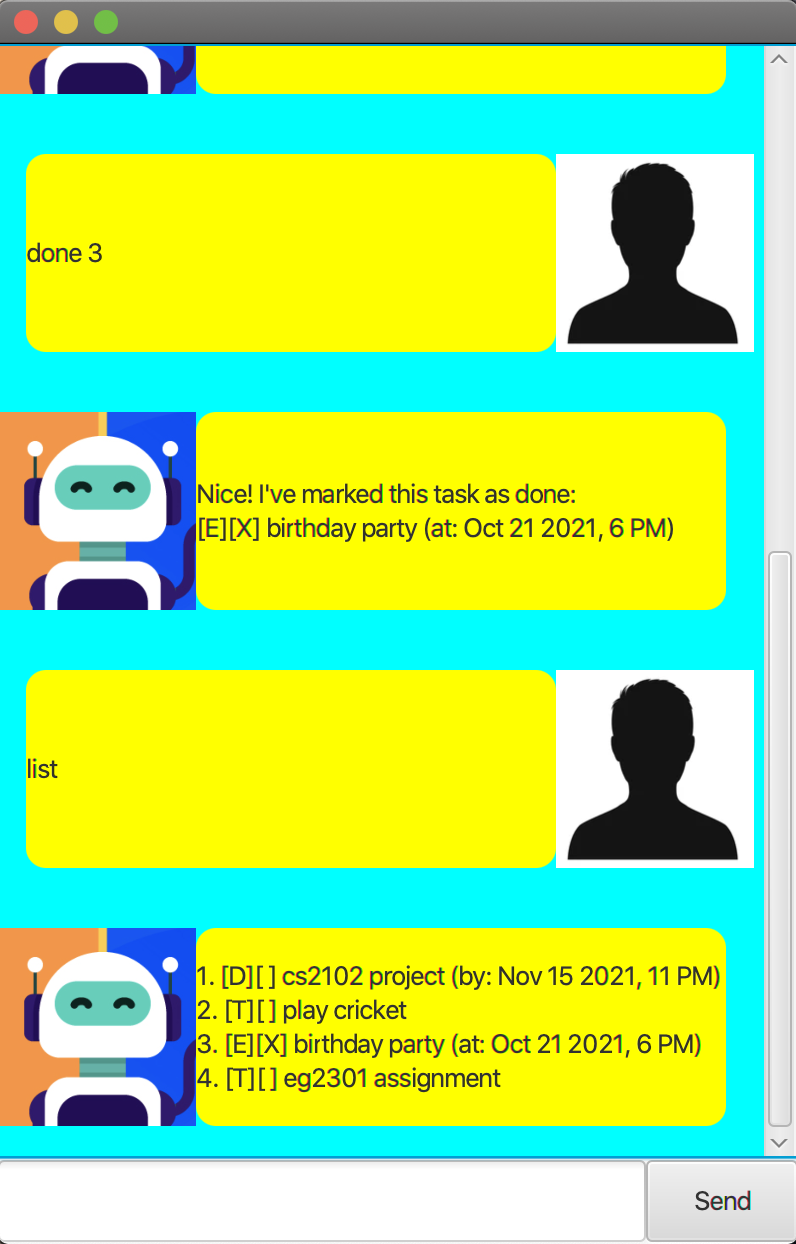 done 3
Nice! I've marked this task as done:
[E][X] birthday party (at: Oct 21 2021, 6 PM)
list
1. [D][ ] cs2102 project (by: Nov 15 2021, 11 PM)
2. [T][ ] play cricket
3. [E][X] birthday party (at: Oct 21 2021, 6 PM)
4. [T][ ] eg2301 assignment
Send